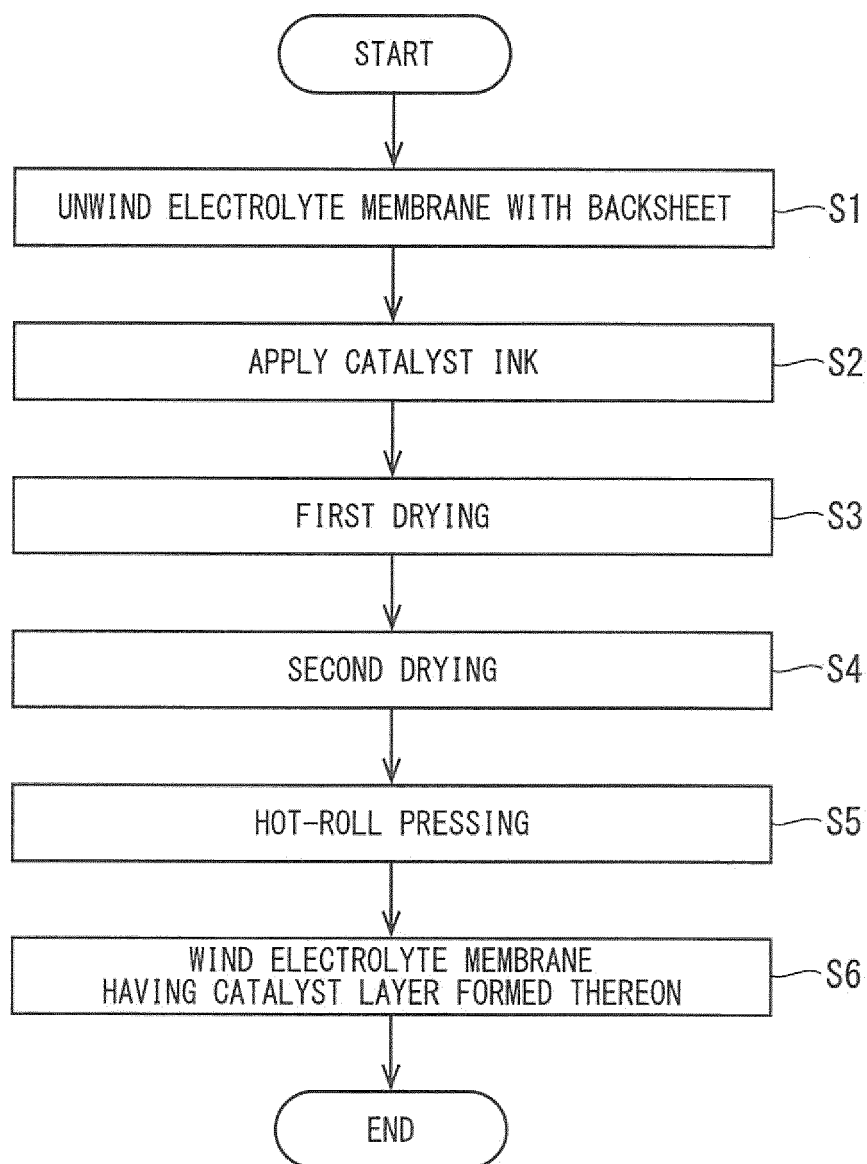 START
UNWIND ELECTROLYTE MEMBRANE WITH BACKSHEET
S1
APPLY CATALYST INK
S2
FIRST DRYING
S3
SECOND DRYING
S4
HOT-ROLL PRESSING
S5
WIND ELECTROLYTE MEMBRANE
HAVING CATALYST LAYER FORMED THEREON
S6
END